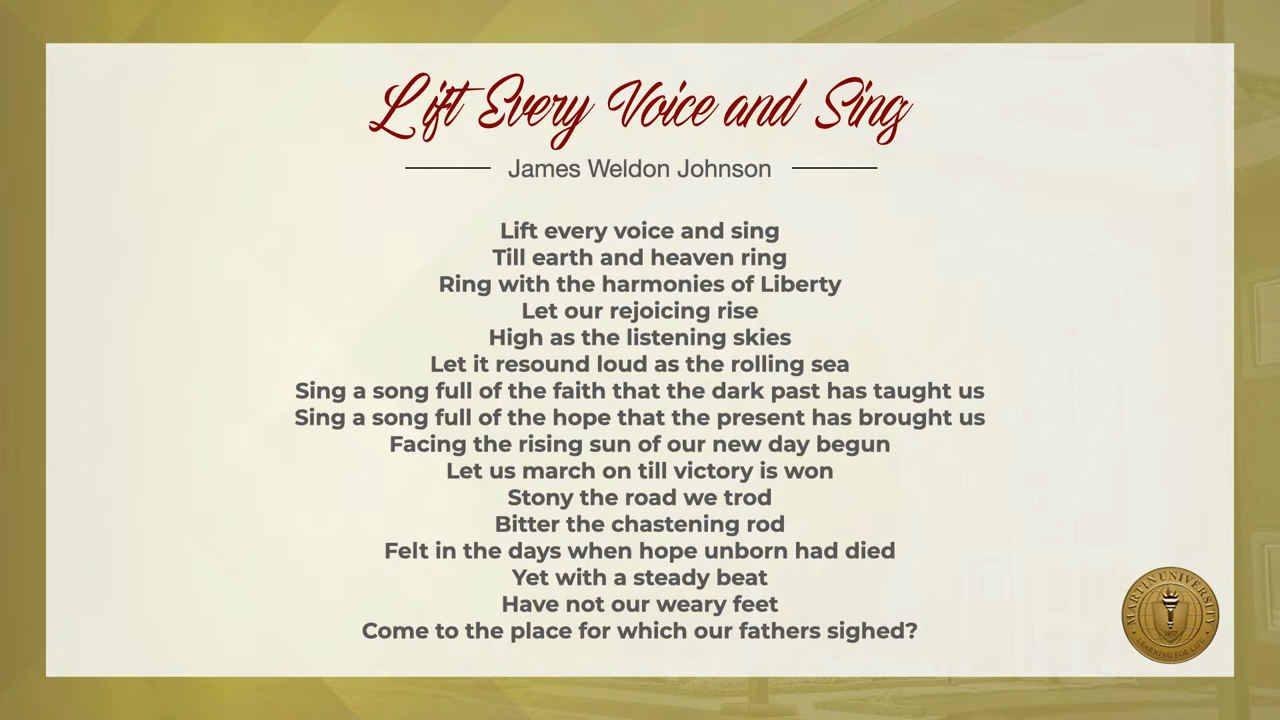 Lift Every Voice and Sing
James Weldon Johnson
Lift every voice and sing
Till earth and heaven ring
Ring with the harmonies of Liberty
Let our rejoicing rise
High as the listening skies
Let it resound loud as the rolling sea
Sing a song full of the faith that the dark past has taught us
Sing a song full of the hope that the present has brought us
Facing the rising sun of our new day begun
Let us march on till victory is won
Stony the road we trod
Bitter the chastening rod
Felt in the days when hope unborn had died
Yet with a steady beat
Have not our weary feet
Come to the place for which our fathers sighed?
MARTIN UNIVERSITY
1977
LEARNING FOR LIFE